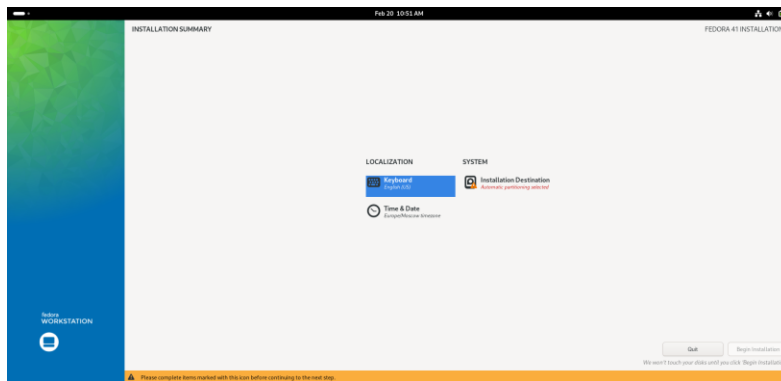 Feb 20 10:51 AM
INSTALLATION SUMMARY
FEDORA 41 INSTALLATION
LOCALIZATION
SYSTEM
Keyboard
English (US)
Installation Destination
Automatic partitioning selected
Time & Date
Europe/Moscow timezone
fedora
WORKSTATION
Quit
Begin Installation
We won't touch your disks until you click 'Begin Installati
Please complete items marked with this icon before continuing to the next step.